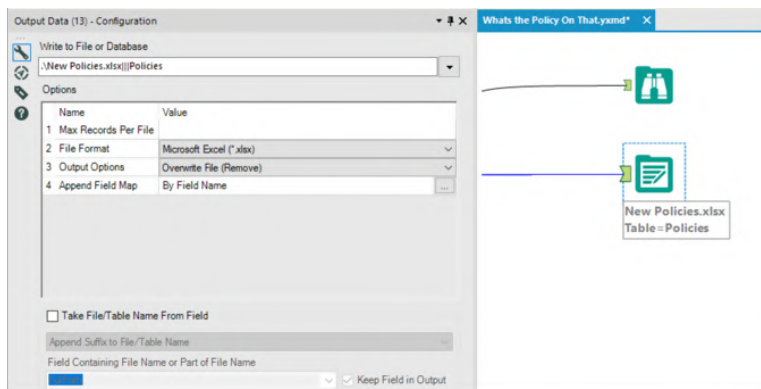 Output Data (13) - Configuration
Write to File or Database
.\New Policies.xlsx|||Policies
Options
Name Value
1 Max Records Per File
2 File Format Microsoft Excel (*.xlsx)
3 Output Options Overwrite File (Remove)
4 Append Field Map By Field Name
...
Take File/Table Name From Field
Append Suffix to File/Table Name
Field Containing File Name or Part of File Name
Keep Field in Output
Whats the Policy On That.yxmd*
New Policies.xlsx
Table=Policies